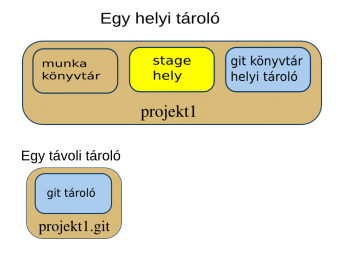 Egy helyi tároló
munka
könyvtár
stage
hely
git könyvtár
helyi tároló
projekt1
Egy távoli tároló
git tároló
projekt1.git